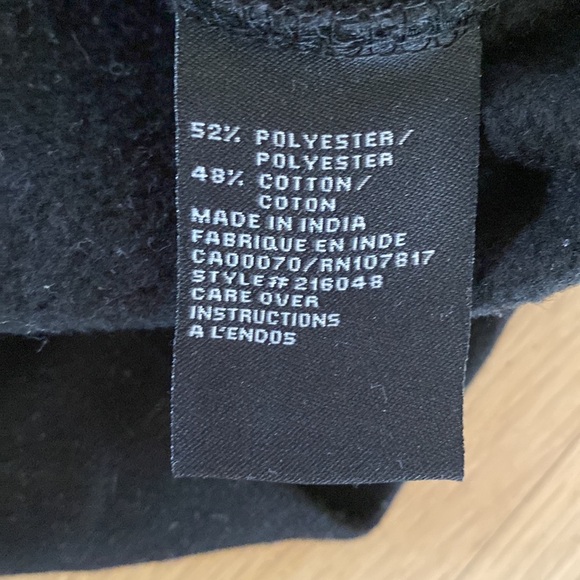 52% POLYESTER/
POLYESTER
48% COTTON/
COTON
MADE IN INDIA
FABRIQUE EN INDE
CA00070/RN107817
STYLE# 216048
CARE OVER
INSTRUCTIONS
A L'ENDOS